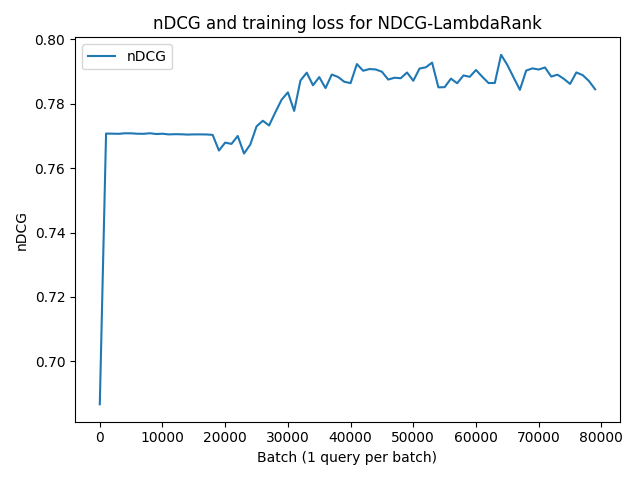 nDCG and training loss for NDCG-LambdaRank
nDCG
0.80
0.78
0.76
0.74
0.72
0.70
nDCG
0 10000 20000 30000 40000 50000 60000 70000 80000
Batch (1 query per batch)